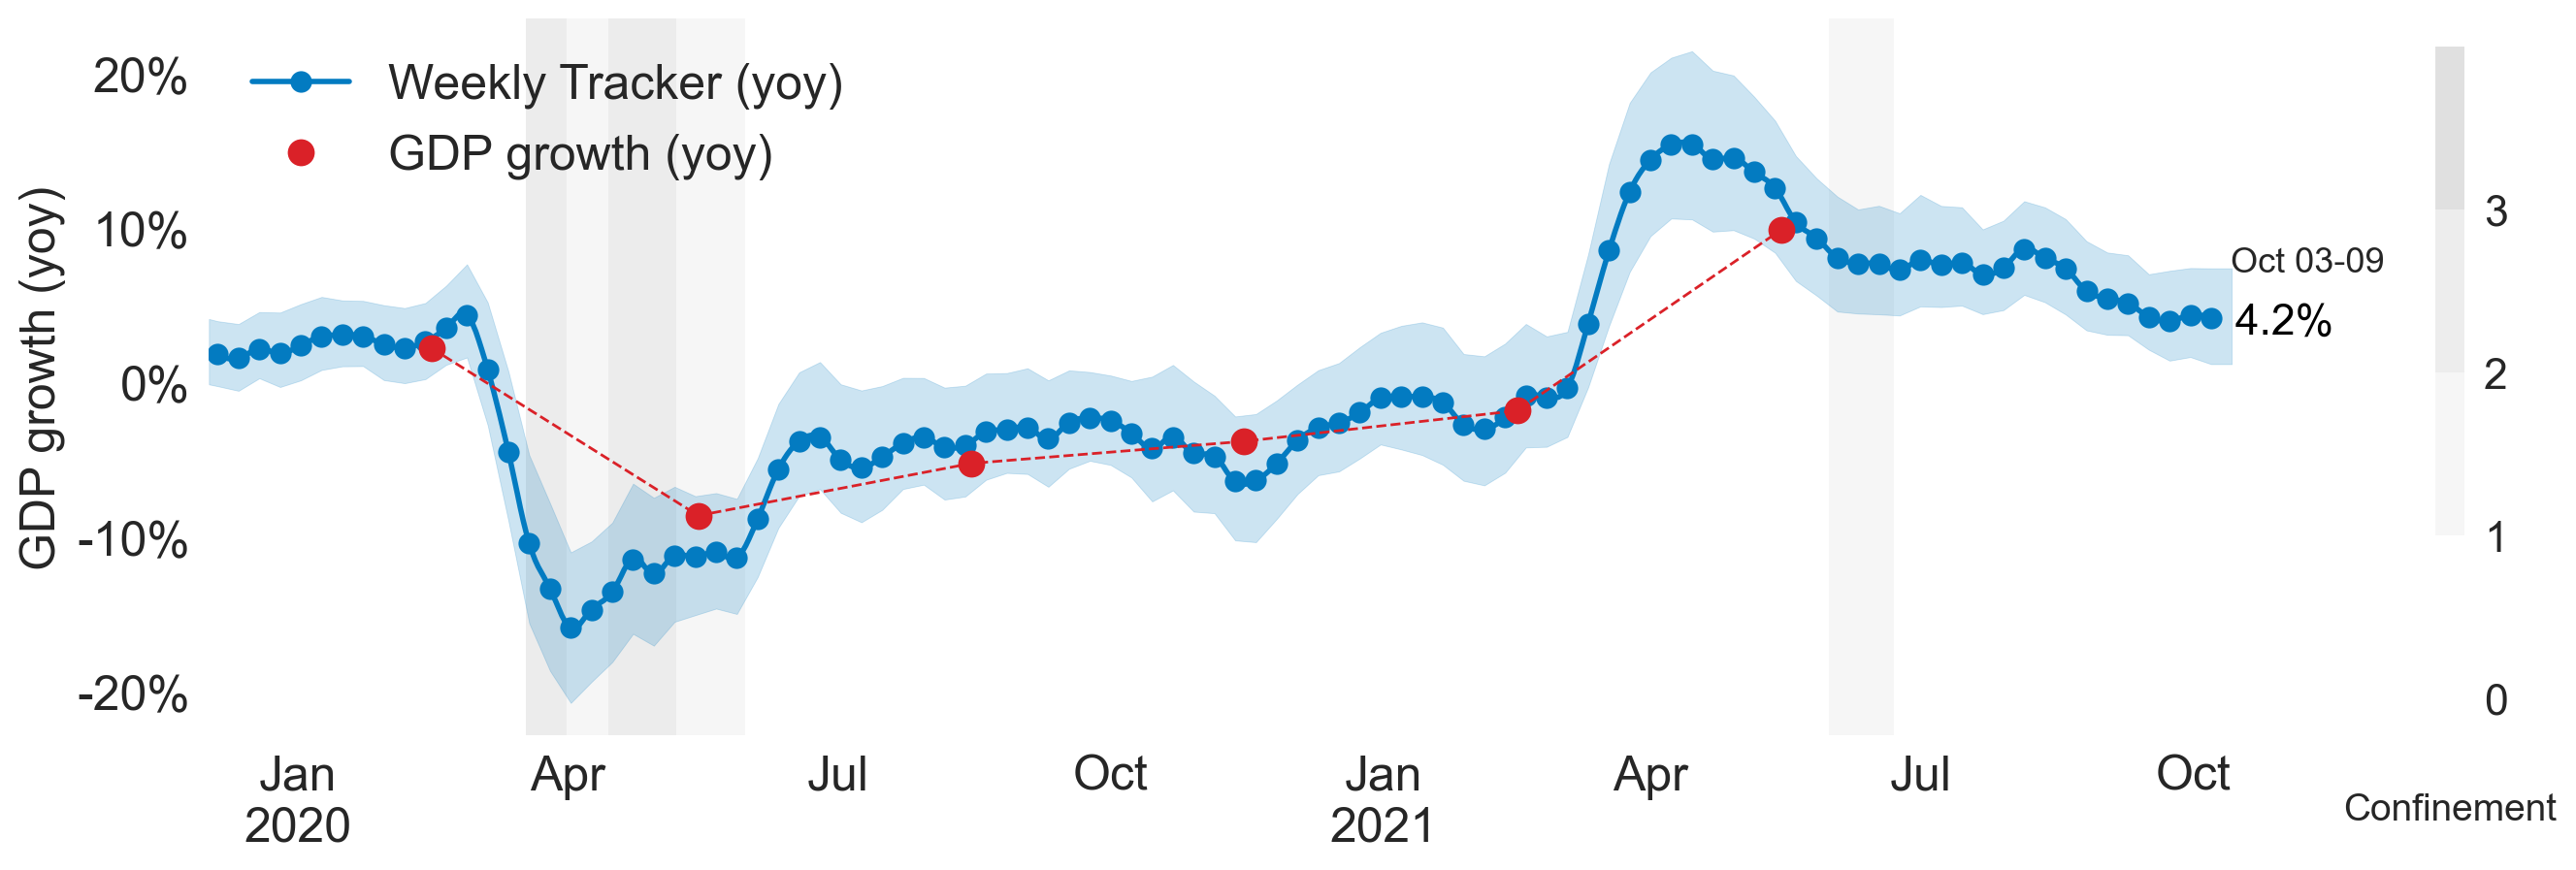 Weekly Tracker (yoy)
GDP growth (yoy)
GDP growth (yoy)
20%
10%
0%
-10%
-20%
Jan
2020
Apr
Jul
Oct
Jan
2021
Apr
Jul
Oct
Oct 03-09
4.2%
3
2
1
0
Confinement